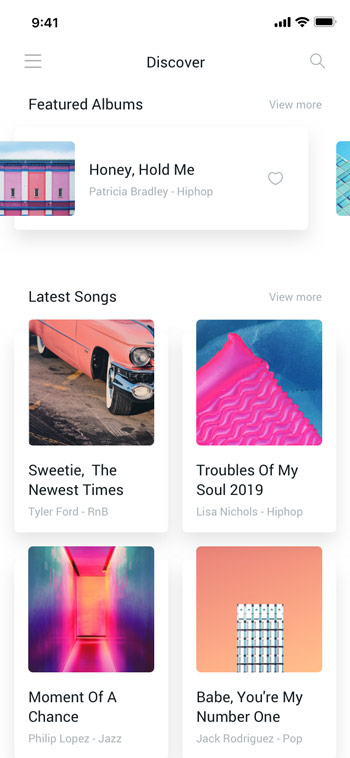 9:41
Discover
Featured Albums
View more
Honey, Hold Me
Patricia Bradley - Hiphop
Latest Songs
View more
Sweetie,  The
Newest Times
Tyler Ford - RnB
Troubles Of My
Soul 2019
Lisa Nichols - Hiphop
Moment Of A
Chance
Philip Lopez - Jazz
Babe, You're My
Number One
Jack Rodriguez - Pop